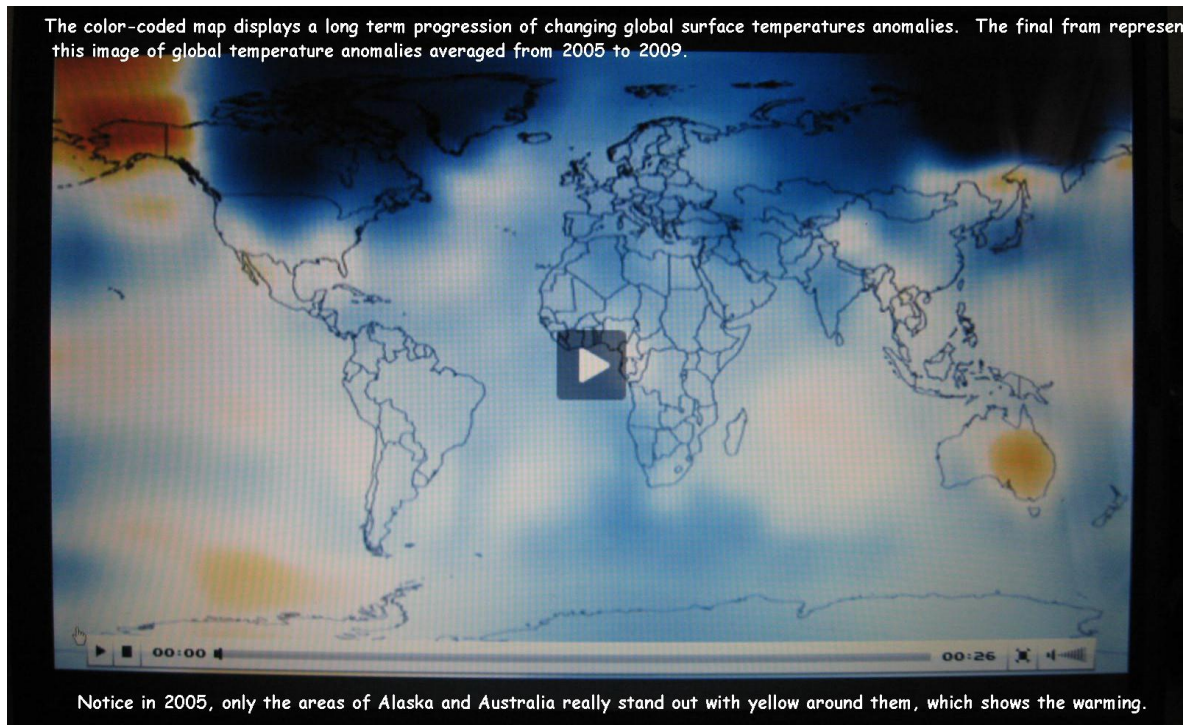 The color-coded map displays a long term progression of changing global surface temperatures anomalies. The final fram
this image of global temperature anomalies averaged from 2005 to 2009.
00:00 00:26
Notice in 2005, only the areas of Alaska and Australia really stand out with yellow around them, which shows the warming.